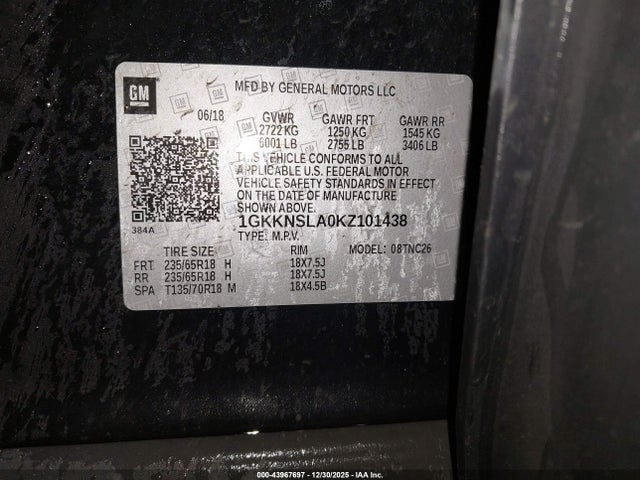 GM
MFD BY GENERAL MOTORS LLC
06/18 GVWR GAWR FRT GAWR RR
2722 KG 1250 KG 1545 KG
6001 LB 2755 LB 3406 LB
THIS VEHICLE CONFORMS TO ALL
APPLICABLE U.S. FEDERAL MOTOR
VEHICLE SAFETY STANDARDS IN EFFECT
ON THE DATE OF MANUFACTURE
SHOWN ABOVE.
1GKKNSLA0KZ101438
384A
TYPE: M.P.V. MODEL: 08TNC26
TIRE SIZE RIM
FRT 235/65R18 H 18X7.5J
RR 235/65R18 H 18X7.5J
SPA T135/70R18 M 18X4.5B
000-43967697 - 12/30/2025 - IAA Inc.